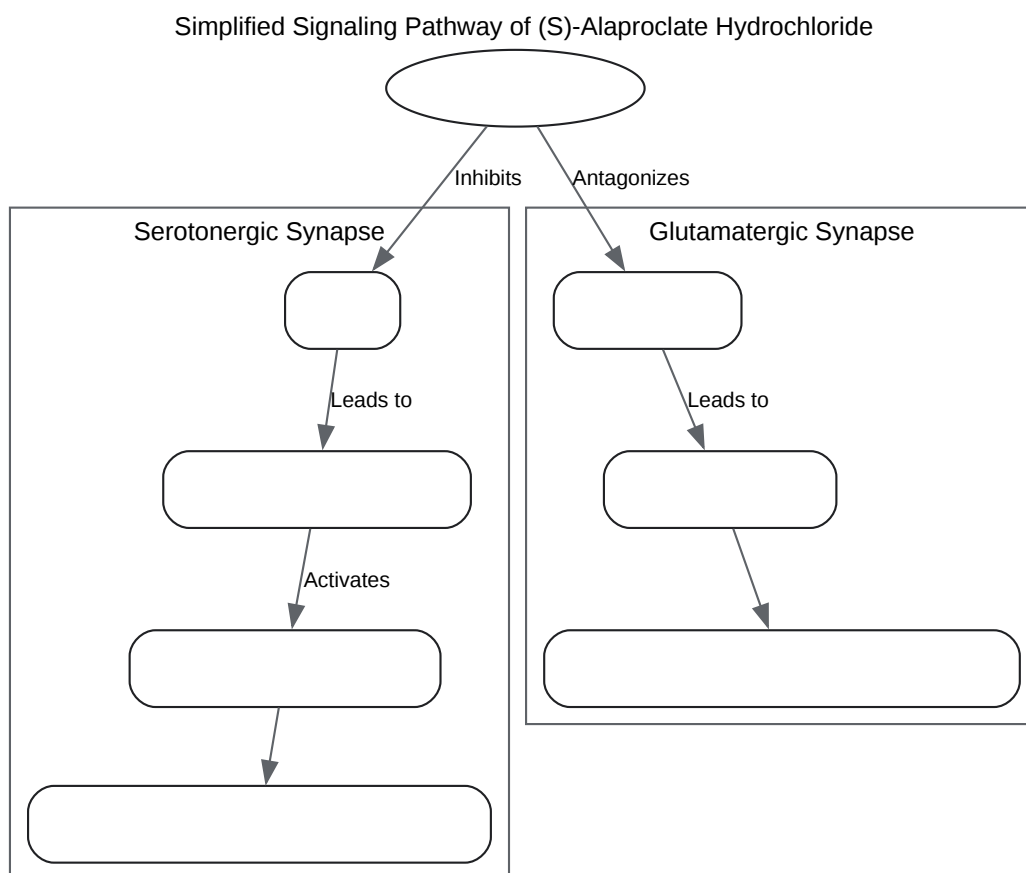 Simplified Signaling Pathway of (S)-Alaproclate Hydrochloride
Inhibits
Antagonizes
Serotonergic Synapse
Glutamatergic Synapse
Leads to
Leads to
Activates